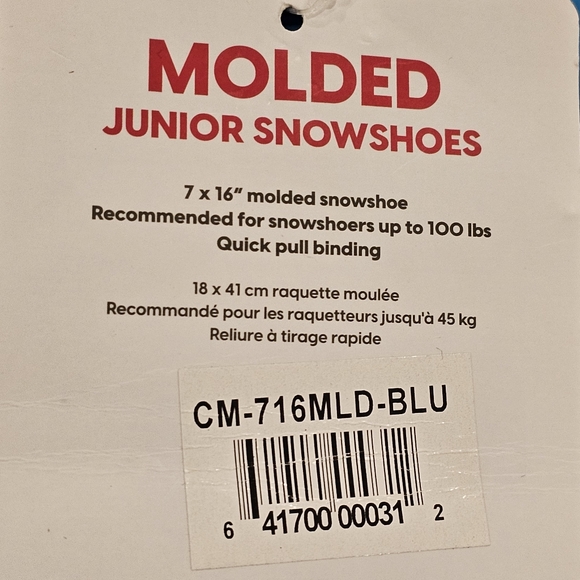 MOLDED
JUNIOR SNOWSHOES
7 x 16" molded snowshoe
Recommended for snowshoers up to 100 lbs
Quick pull binding
18 x 41 cm raquette moulée
Recommandé pour les raquetteurs jusqu'à 45 kg
Reliure à tirage rapide
CM-716MLD-BLU
6 41700 00031 2